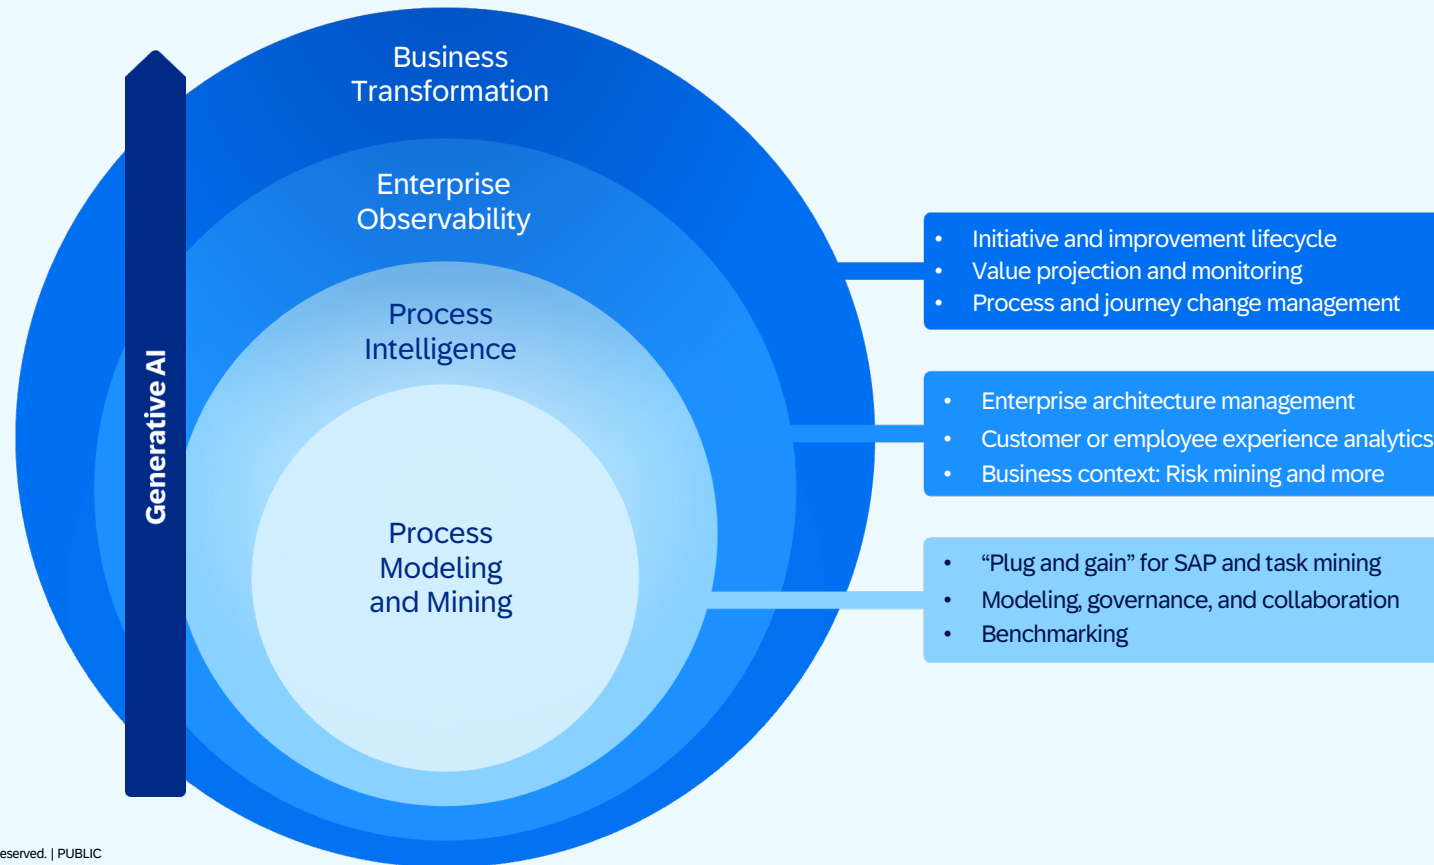 Business
Transformation
Enterprise
Observability
Process
Intelligence
Process
Modeling
and Mining
Generative AI
• Initiative and improvement lifecycle
• Value projection and monitoring
• Process and journey change management
• Enterprise architecture management
• Customer or employee experience analytics
• Business context: Risk mining and more
• “Plug and gain” for SAP and task mining
• Modeling, governance, and collaboration
• Benchmarking
eserved. | PUBLIC